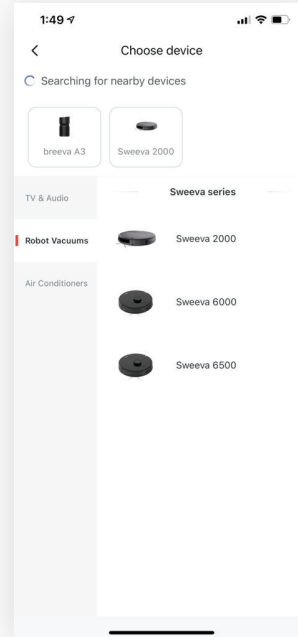 1:49
Choose device
Searching for nearby devices
breeva A3
Sweeva 2000
TV & Audio
Robot Vacuums
Air Conditioners
Sweeva series
Sweeva 2000
Sweeva 6000
Sweeva 6500